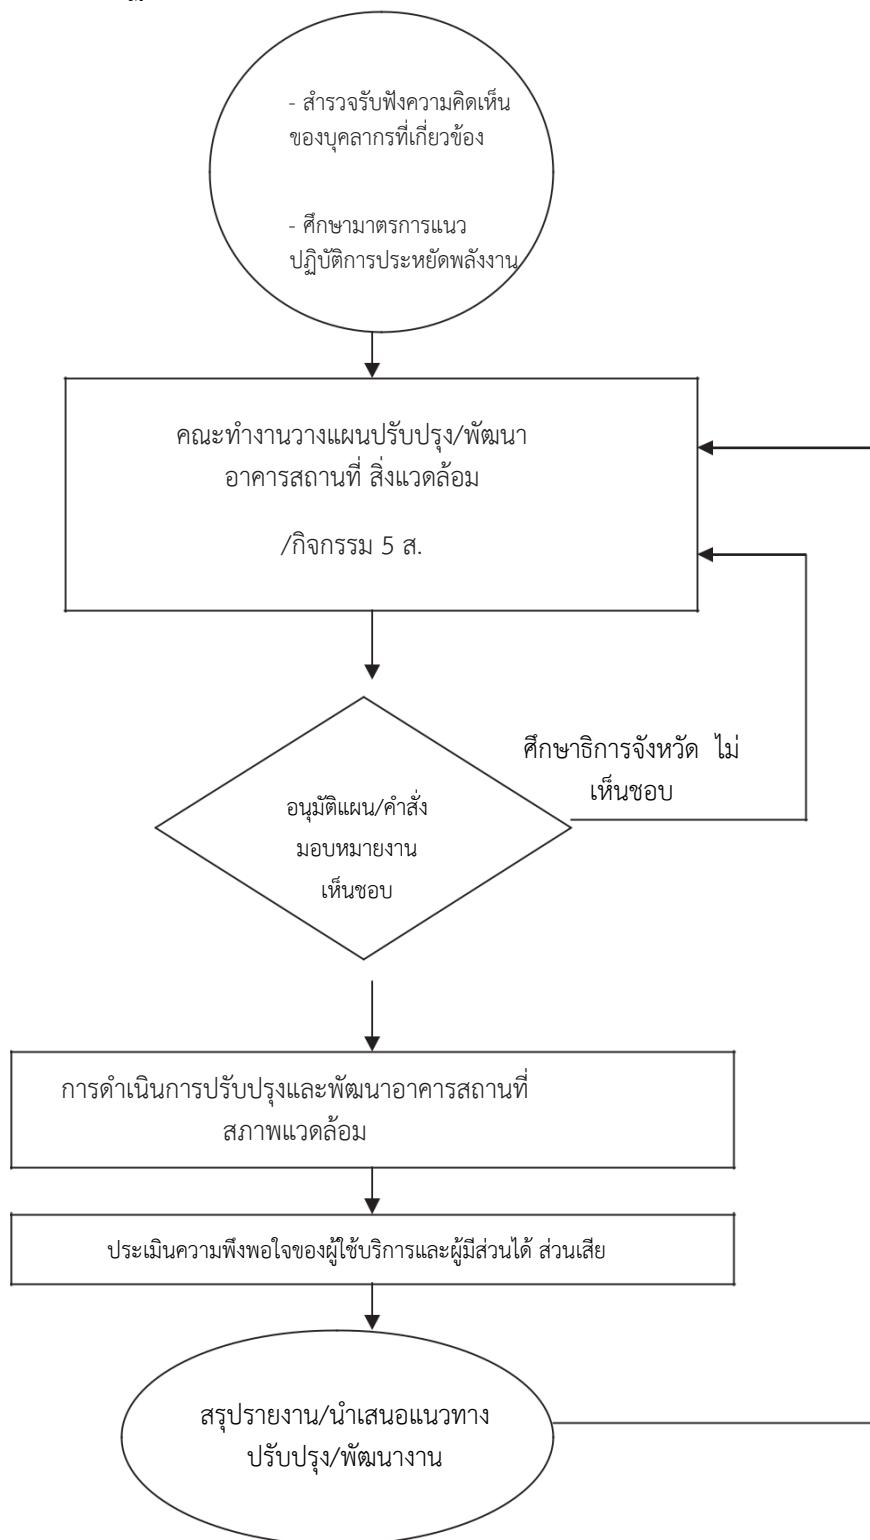 - สำรวจรับฟังความคิดเห็น
ของบุคลากรที่เกี่ยวข้อง
- ศึกษามาตรการแนว
ปฏิบัติการประหยัดพลังงาน
คณะทำงานวางแผนปรับปรุง/พัฒนา
อาคารสถานที่ สิ่งแวดล้อม
/กิจกรรม 5 ส.
ศึกษาธิการจังหวัด ไม่
เห็นชอบ
อนุมัติแผน/คำสั่ง
มอบหมายงาน
เห็นชอบ
การดำเนินการปรับปรุงและพัฒนาอาคารสถานที่
สภาพแวดล้อม
ประเมินความพึงพอใจของผู้ใช้บริการและผู้มีส่วนได้ ส่วนเสีย
สรุปรายงาน/นำเสนอแนวทาง
ปรับปรุง/พัฒนางาน